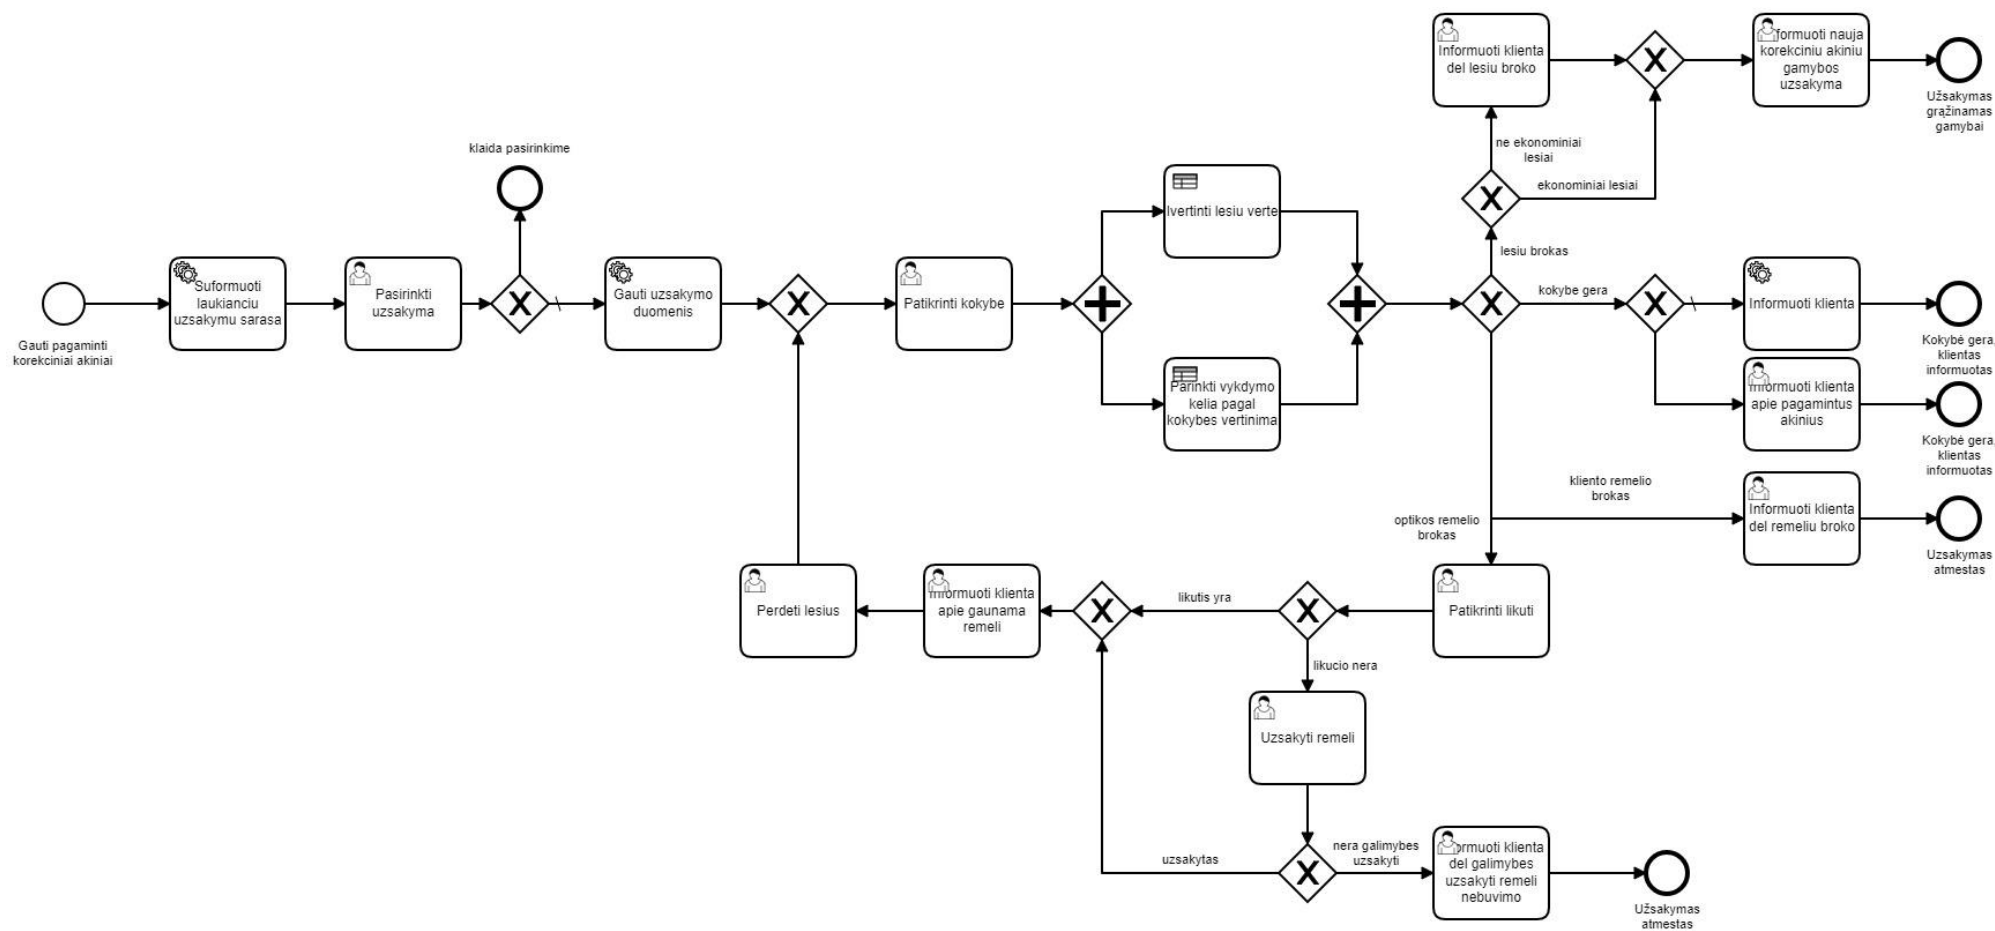 Informuoti klienta
del lesiu broko
formuoti nauja
korekciniu akiniu
gamybos
uzsakyma
Užsakymas
grąžinamas
gamybai
ne ekonominiai
lesiai
ekonominiai lesiai
klaida pasirinkime
Ivertinti lesiu verte
lesiu brokas
Gauti pagaminti
korekciniai akiniai
Suformuoti
laukianciu
uzsakymu sarasa
Pasirinkti
uzsakyma
Gauti uzsakymo
duomenis
Patikrinti kokybe
kokybe gera
Informuoti klienta
Kokybė gera,
klientas
informuotas
Parinkti vykdymo
kelia pagal
kokybes vertinima
Informuoti klienta
apie pagamintus
akinius
Kokybė gera,
klientas
informuotas
kliento remelio
brokas
optikos remelio
brokas
Informuoti klienta
del remeliu broko
Uzsakymas
atmestas
Perdeti lesius
Informuoti klienta
apie gaunama
remeli
likutis yra
Patikrinti likuti
likucio nera
Uzsakyti remeli
uzsakytas
nera galimybes
uzsakyti
ormuoti klienta
del galimybes
uzsakyti remeli
nebuvimo
Užsakymas
atmestas